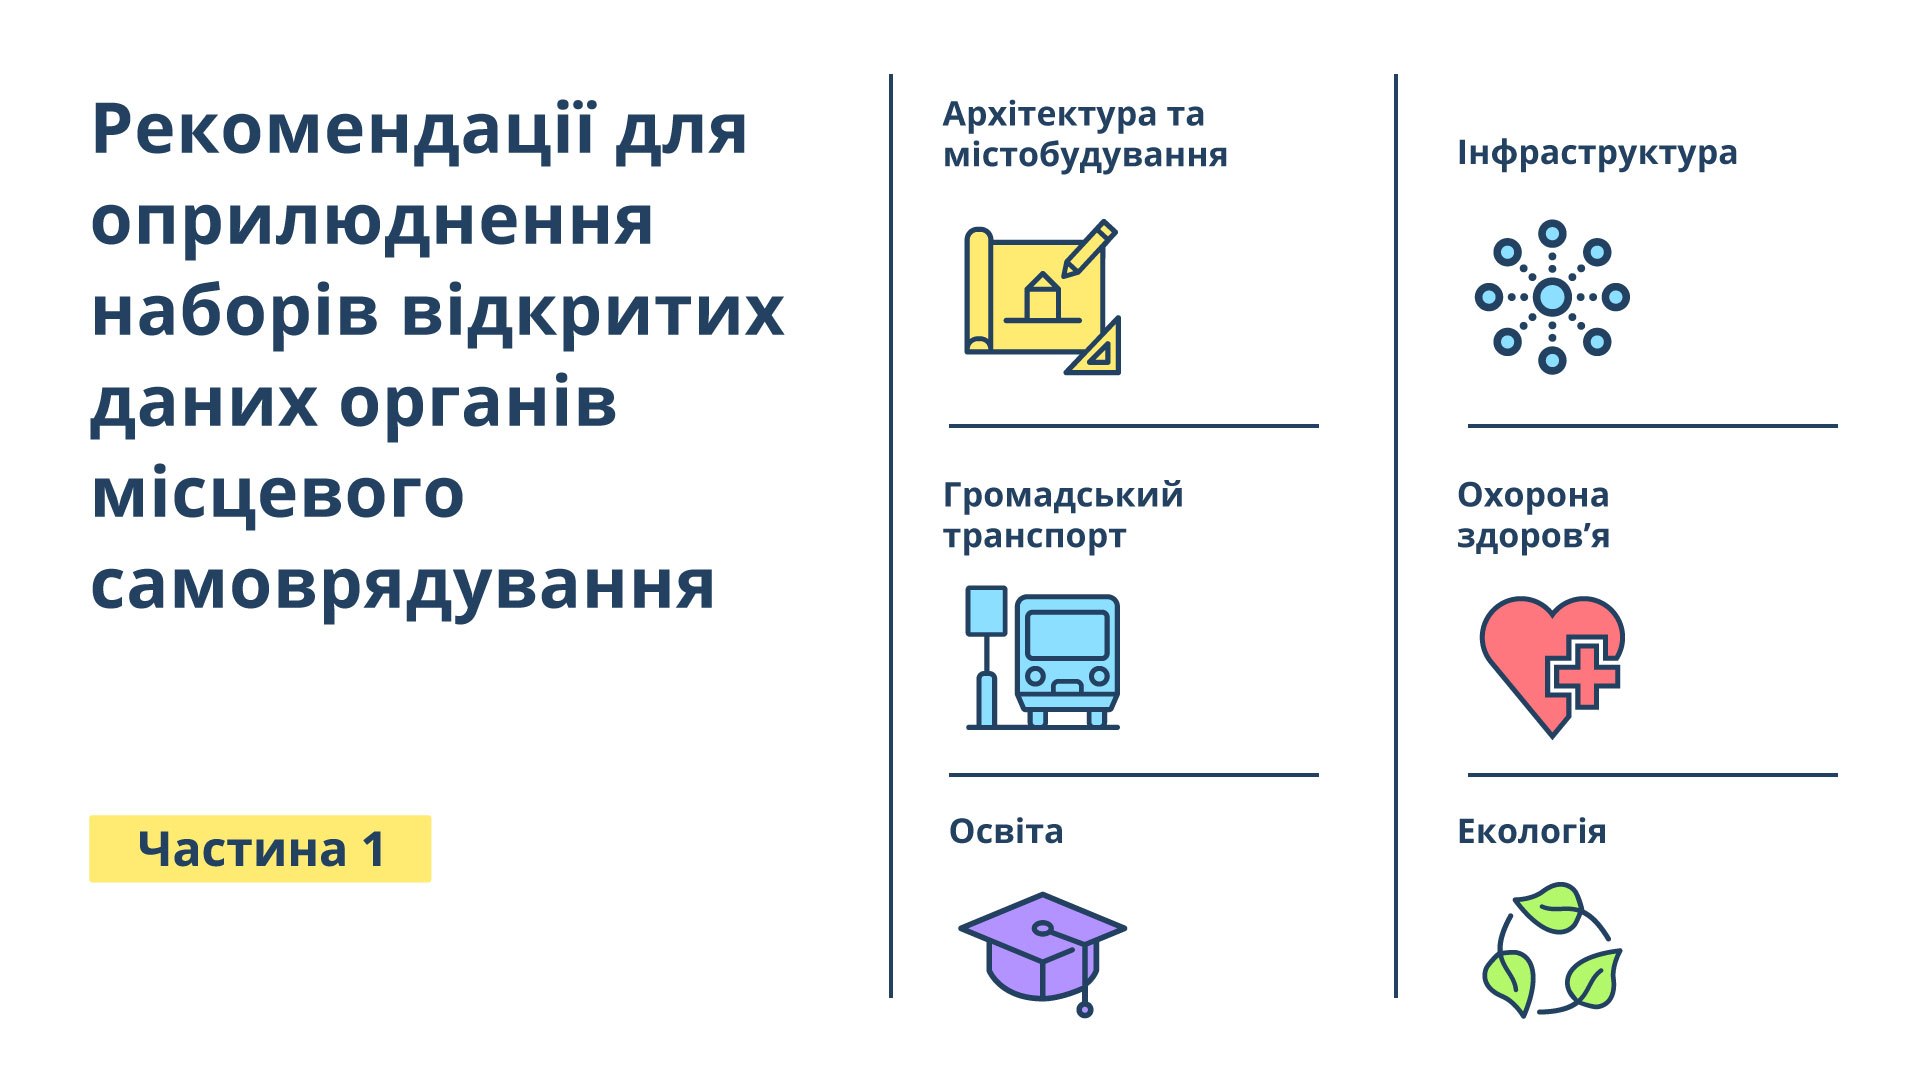 Рекомендації для
оприлюднення
наборів відкритих
даних органів
місцевого
самоврядування
Частина 1
Архітектура та
містобудування
Громадський
транспорт
Освіта
Інфраструктура
Охорона
здоров’я
Екологія